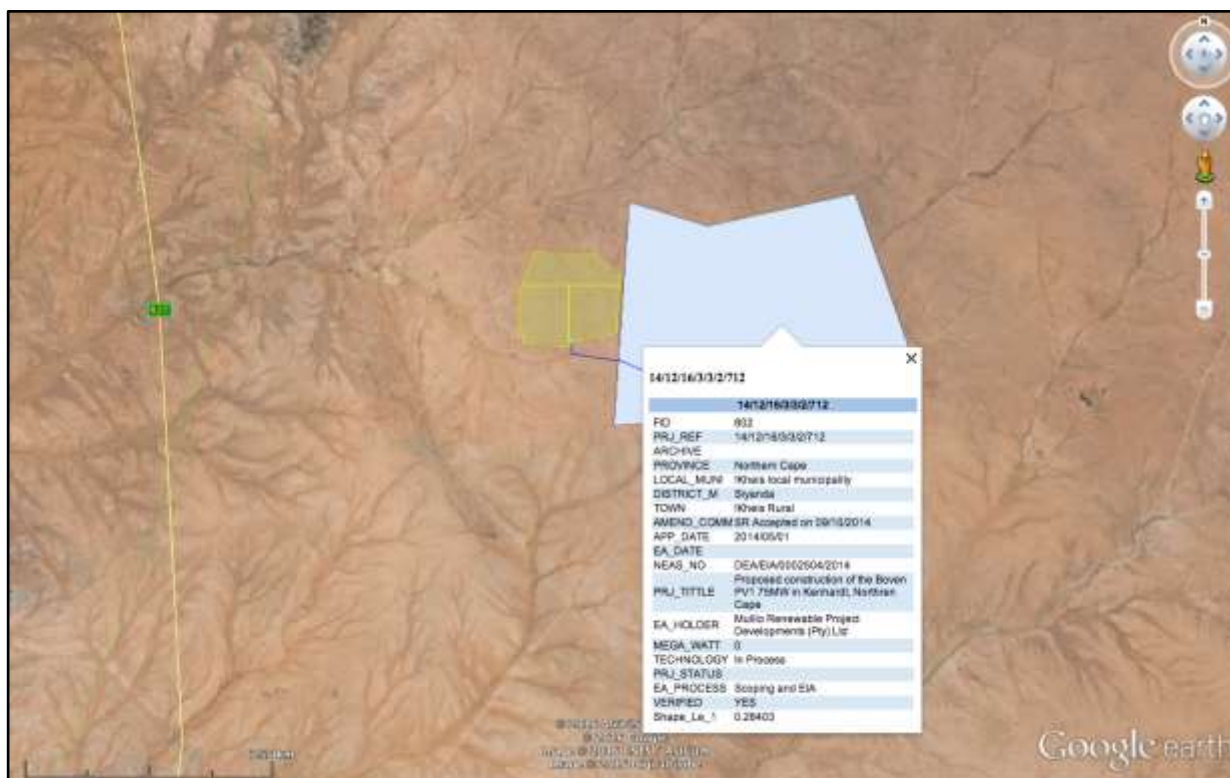 N
14/12/16/3/3/2/712
14/12/16/3/3/2/712
FID 802
PRJ_REF 14/12/16/3/3/2/712
ARCHIVE
PROVINCE Northern Cape
LOCAL_MUNI !Kheis local municipality
DISTRICT_M Siyanda
TOWN !Kheis Rural
AMEND_COMM SR Accepted on 09/10/2014
APP_DATE 2014/05/01
EA_DATE
NEAS_NO DEA/EIA/0002504/2014
PRJ_TITTLE Proposed construction of the Boven
PV1 75MW in Kenhardt, Northren
Cape
EA_HOLDER Mulilo Renewable Project
Developments (Pty) Ltd
MEGA_WATT 0
TECHNOLOGY In Process
PRJ_STATUS
EA_PROCESS Scoping and EIA
VERIFIED YES
Shape_Le_1 0.28403
Google earth